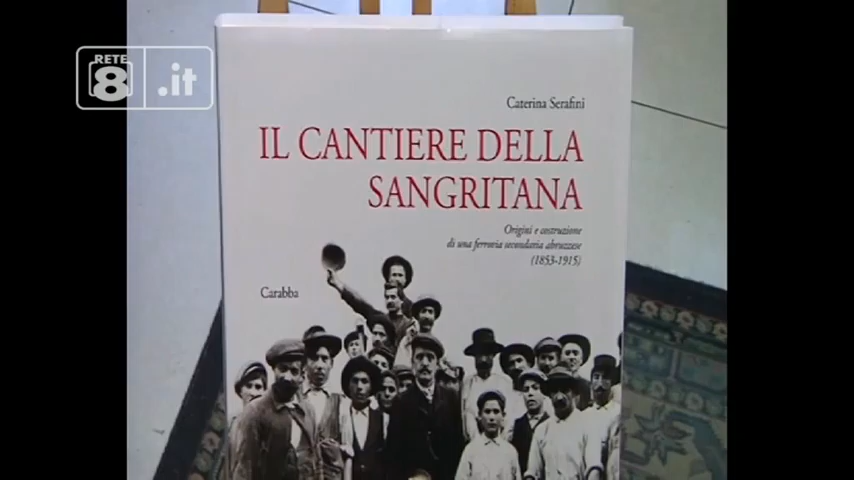 RETE
8 .it
Caterina Serafini
IL CANTIERE DELLA
SANGRITANA
Origini e costruzione
di una ferrovia secondaria abruzzese
(1853-1915)
Carabba